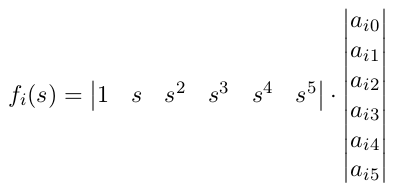 f_i(s) = |1 s s^2 s^3 s^4 s^5| · |a_{i0}|
|a_{i1}|
|a_{i2}|
|a_{i3}|
|a_{i4}|
|a_{i5}|